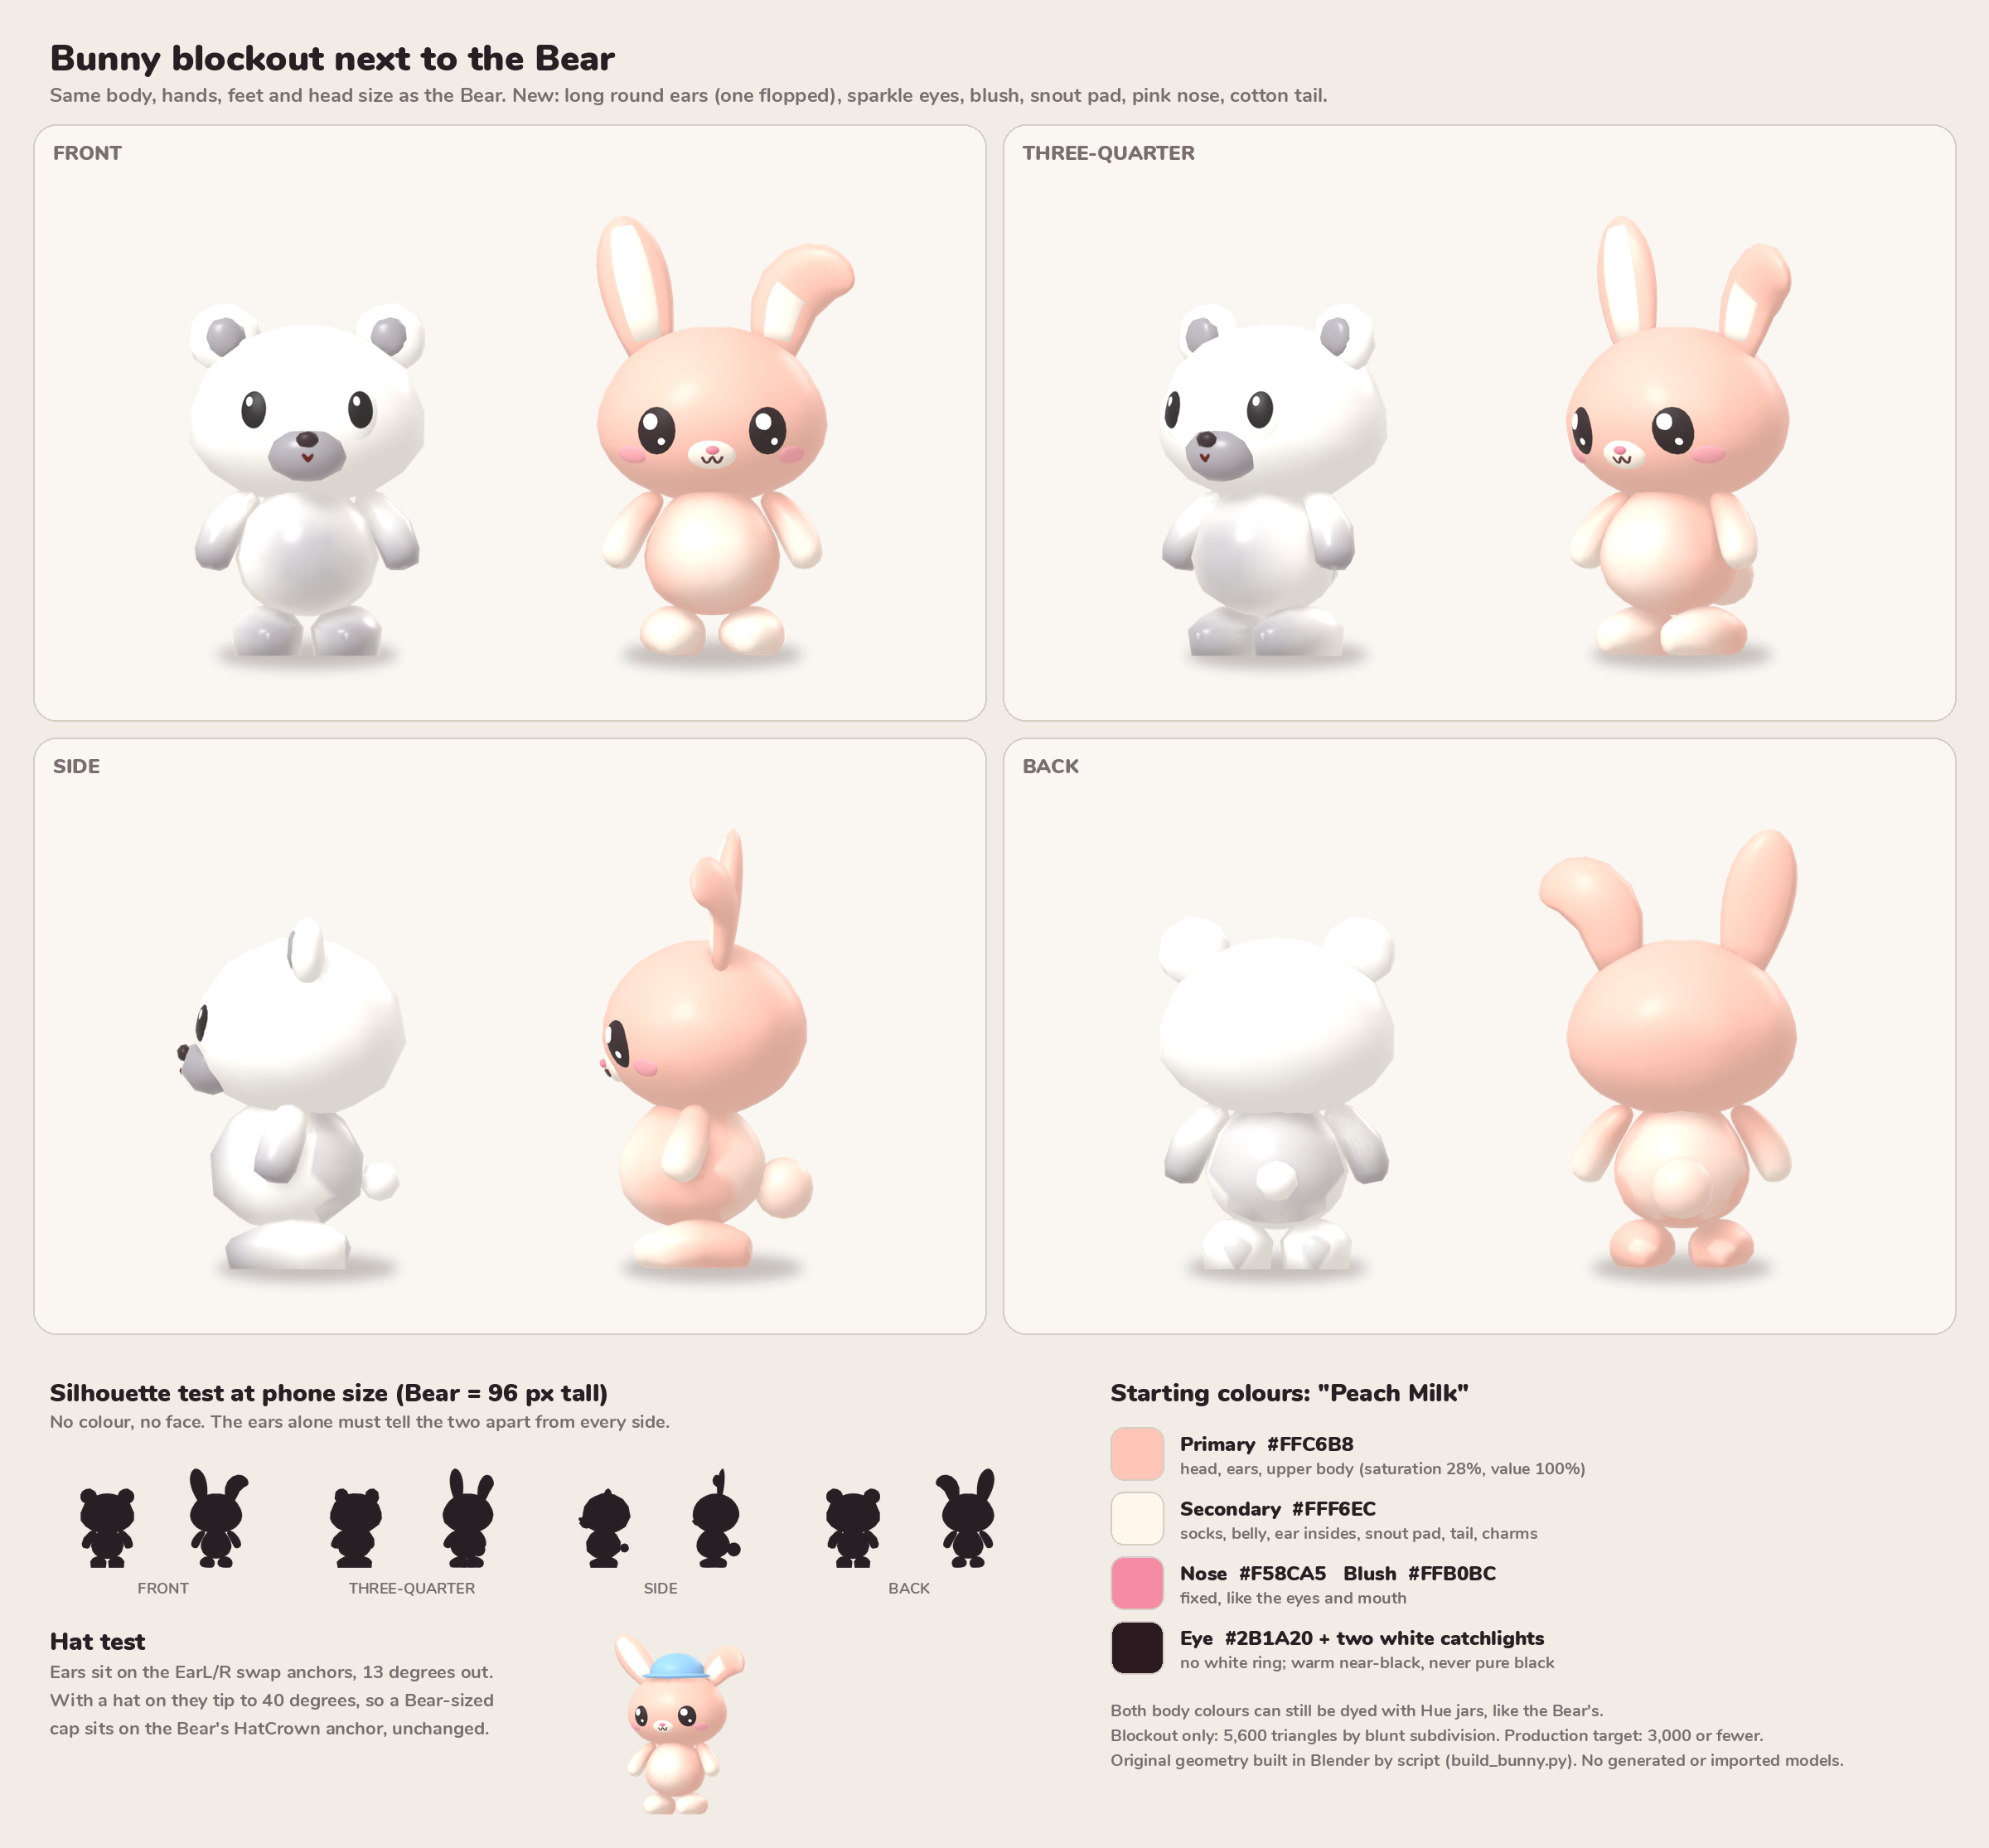 Bunny blockout next to the Bear
Same body, hands, feet and head size as the Bear. New: long round ears (one flopped), sparkle eyes, blush, snout pad, pink nose, cotton tail.
FRONT
THREE-QUARTER
SIDE
BACK
Silhouette test at phone size (Bear = 96 px tall)
No colour, no face. The ears alone must tell the two apart from every side.
FRONT
THREE-QUARTER
SIDE
BACK
Hat test
Ears sit on the EarL/R swap anchors, 13 degrees out.
With a hat on they tip to 40 degrees, so a Bear-sized
cap sits on the Bear's HatCrown anchor, unchanged.
Starting colours: "Peach Milk"
Primary #FFC6B8
head, ears, upper body (saturation 28%, value 100%)
Secondary #FFF6EC
socks, belly, ear insides, snout pad, tail, charms
Nose #F58CA5 Blush #FFB0BC
fixed, like the eyes and mouth
Eye #2B1A20 + two white catchlights
no white ring; warm near-black, never pure black
Both body colours can still be dyed with Hue jars, like the Bear's.
Blockout only: 5,600 triangles by blunt subdivision. Production target: 3,000 or fewer.
Original geometry built in Blender by script (build_bunny.py). No generated or imported models.